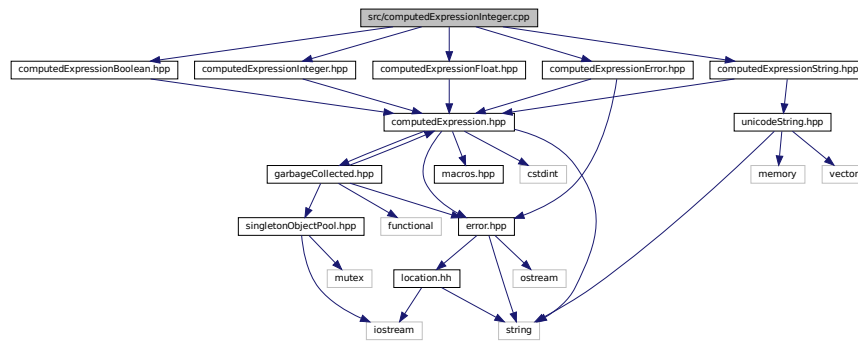 src/computedExpressionInteger.cpp
computedExpressionBoolean.hpp
computedExpressionInteger.hpp
computedExpressionFloat.hpp
computedExpressionError.hpp
computedExpressionString.hpp
computedExpression.hpp
unicodeString.hpp
garbageCollected.hpp
macros.hpp
cstdint
memory
vector
singletonObjectPool.hpp
functional
error.hpp
mutex
location.hh
ostream
iostream
string